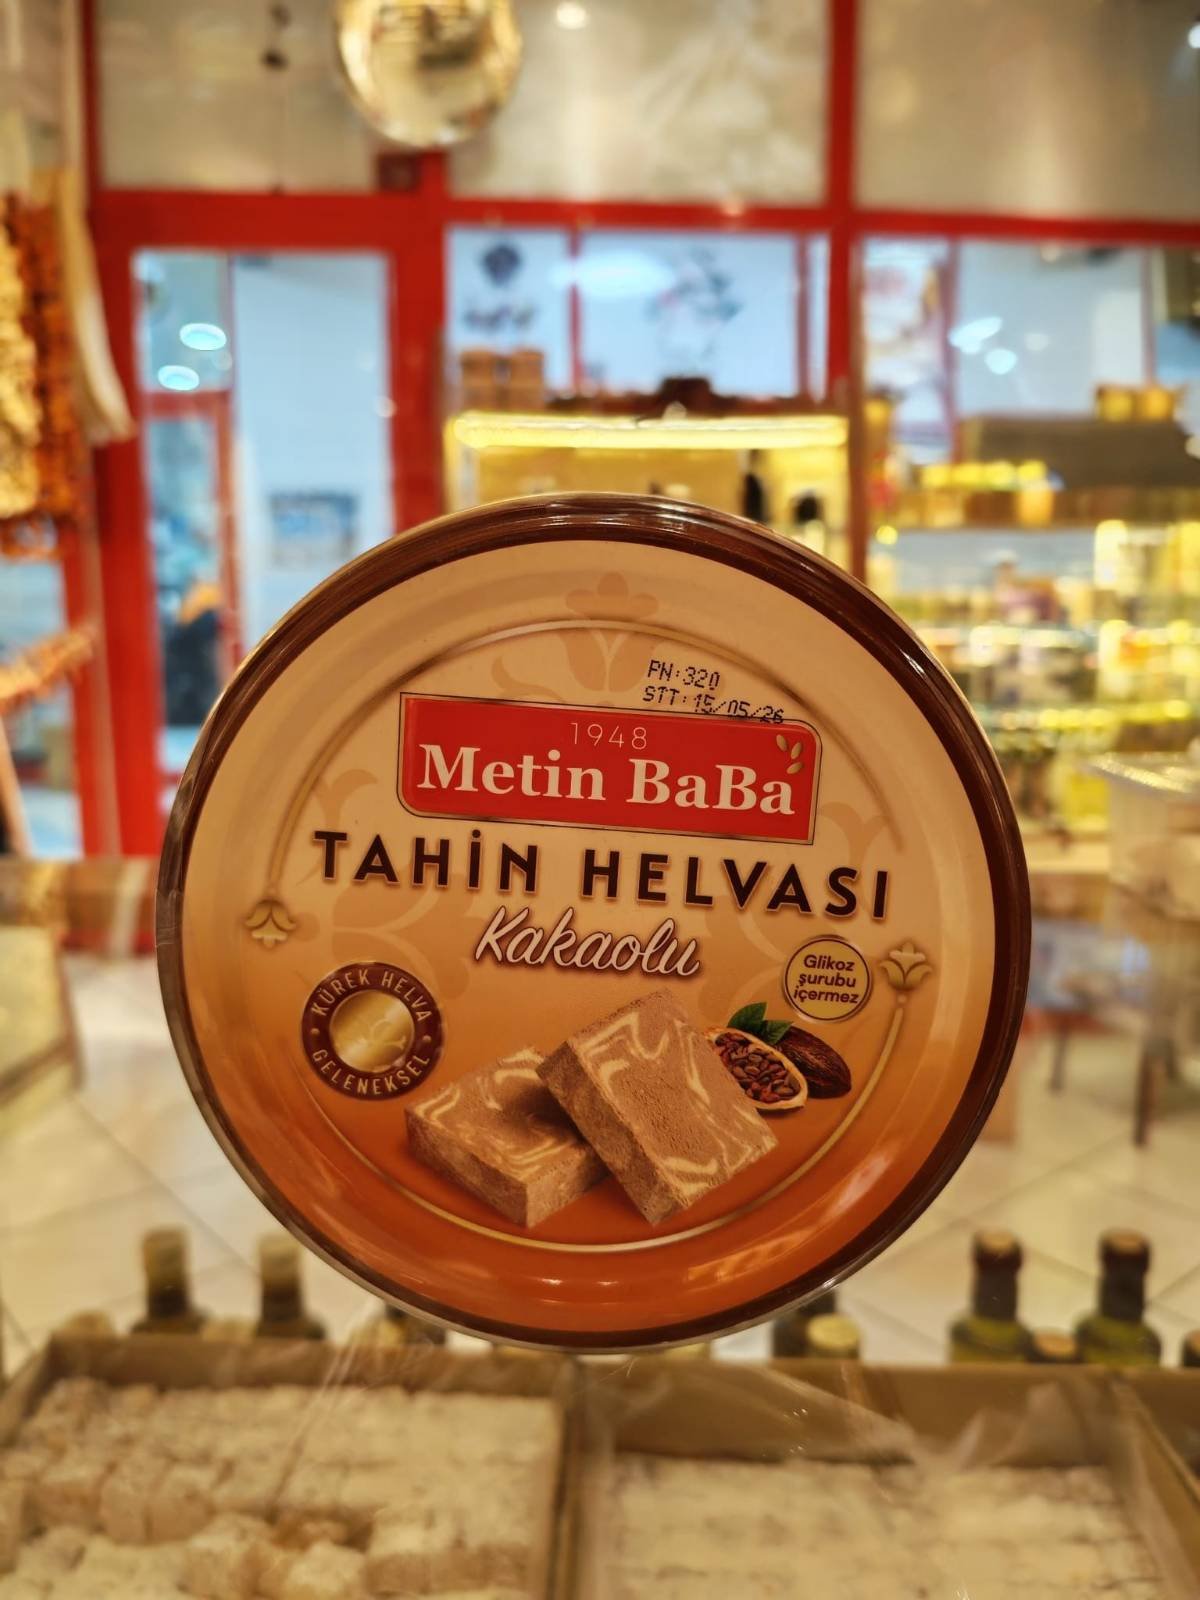 PN:320
STT: 15/05/26
1948
Metin BaBa
TAHİN HELVASI
Kakaolu
Glikoz
şurubu
içermez
KÜREK HELVA
GELENEKSEL